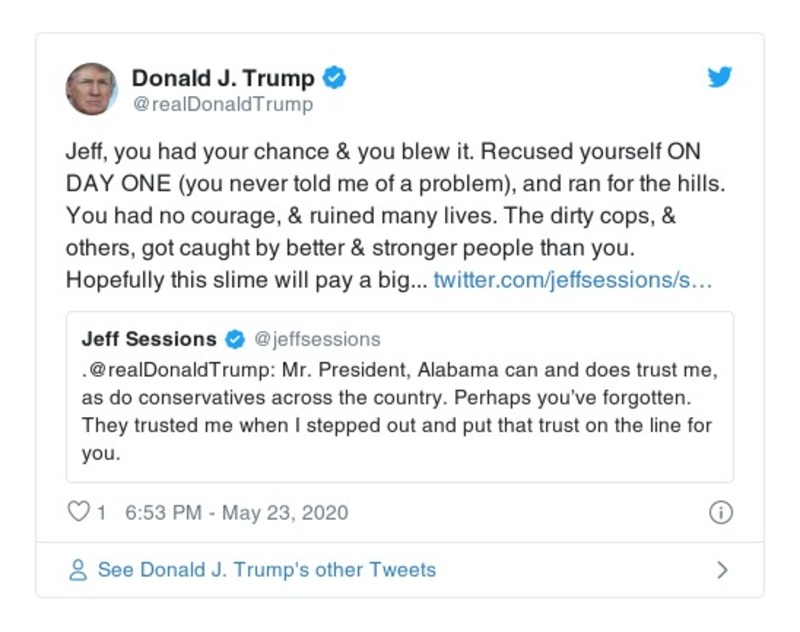 Donald J. Trump
@realDonaldTrump
Jeff, you had your chance & you blew it. Recused yourself ON
DAY ONE (you never told me of a problem), and ran for the hills.
You had no courage, & ruined many lives. The dirty cops, &
others, got caught by better & stronger people than you.
Hopefully this slime will pay a big... twitter.com/jeffsessions/s…
Jeff Sessions @jeffsessions
.@realDonaldTrump: Mr. President, Alabama can and does trust me,
as do conservatives across the country. Perhaps you’ve forgotten.
They trusted me when I stepped out and put that trust on the line for
you.
1 6:53 PM - May 23, 2020
See Donald J. Trump's other Tweets